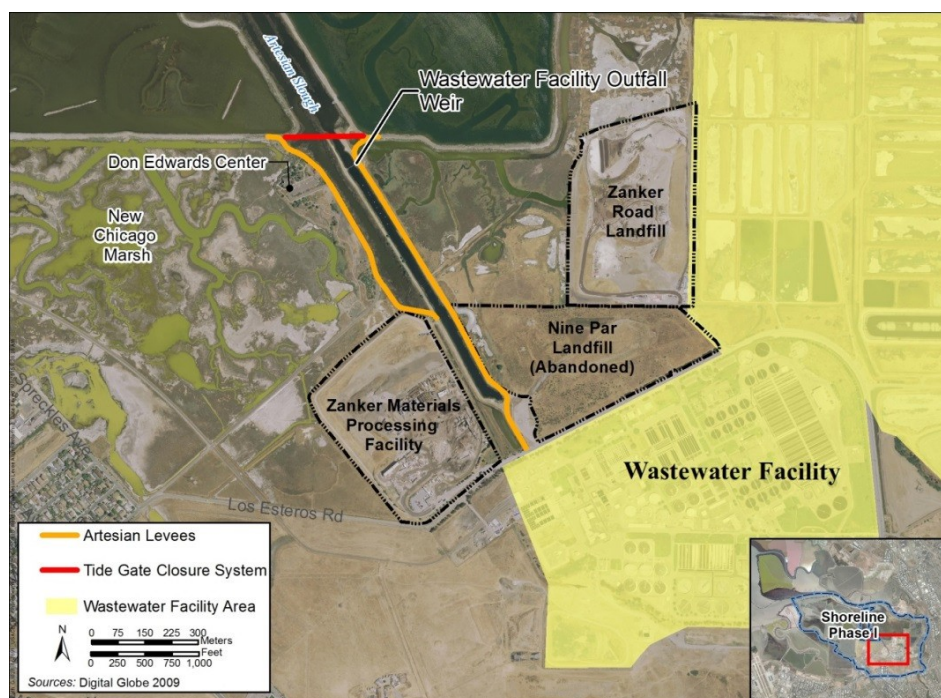 Artesian Slough
Wastewater Facility Outfall
Weir
Don Edwards Center
New
Chicago
Marsh
Zanker
Road
Landfill
Nine Par
Landfill
(Abandoned)
Zanker Materials
Processing
Facility
Spreckles A
Wastewater Facility
Los Esteros Rd
Artesian Levees
Tide Gate Closure System
Wastewater Facility Area
N
0 75 150 225 300
Meters
Feet
0 250 500 750 1,000
Sources: Digital Globe 2009
Shoreline
Phase I